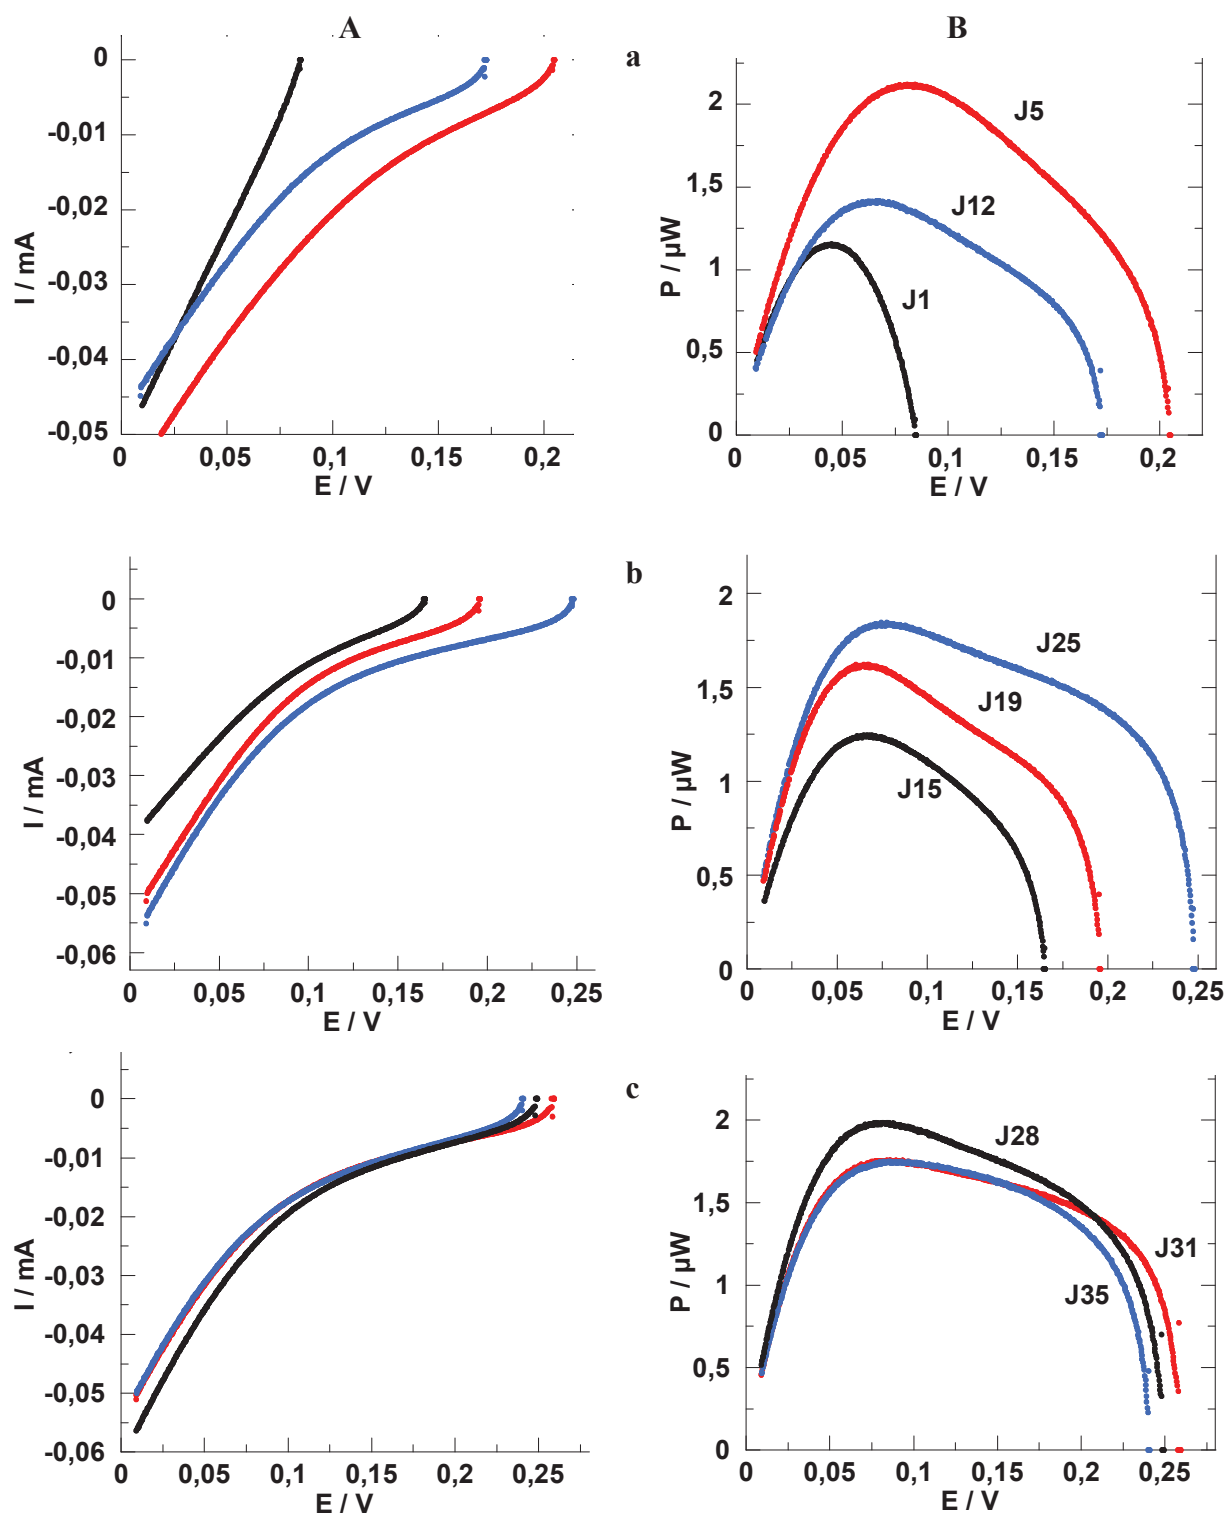 A
a
B
0
-0,01
-0,02
-0,03
-0,04
-0,05
I / mA
0
0,05
0,1
0,15
0,2
E / V
2
1,5
1
0,5
0
P / µW
J5
J12
J1
0
0,05
0,1
0,15
0,2
E / V
b
0
-0,01
-0,02
-0,03
-0,04
-0,05
-0,06
I / mA
0
0,05
0,1
0,15
0,2
0,25
E / V
2
1,5
1
0,5
0
P / µW
J25
J19
J15
0
0,05
0,1
0,15
0,2
0,25
E / V
c
0
-0,01
-0,02
-0,03
-0,04
-0,05
-0,06
I / mA
0
0,05
0,1
0,15
0,2
0,25
E / V
2
1,5
1
0,5
0
P / µW
J28
J31
J35
0
0,05
0,1
0,15
0,2
0,25
E / V